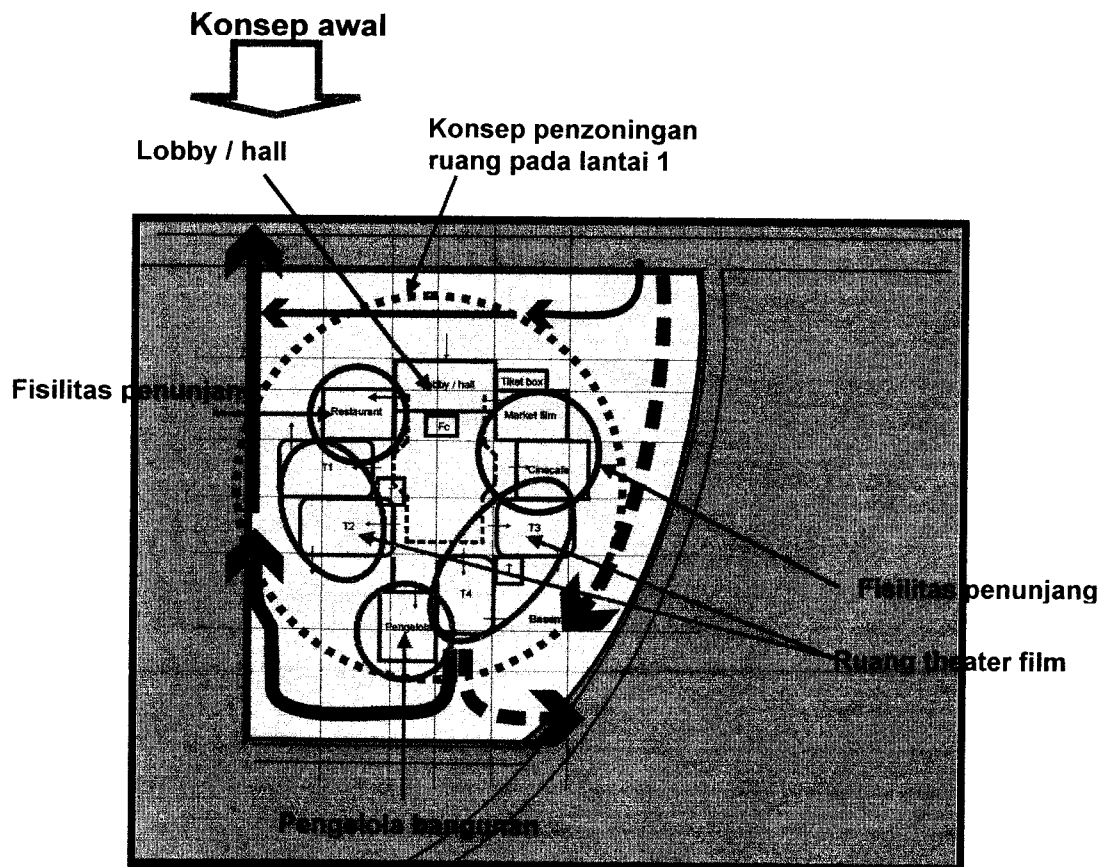 Konsep awal
Konsep penzoningan
ruang pada lantai 1
Lobby / hall
Lobby / hall
Tiket box
Fisilitas penunjang
Restaurant
Market film
Fc
Cinecafe
T1
T2
T3
T4
Fisilitas penunjang
Pengelola
Ruang theater film
Pengelola bangunan